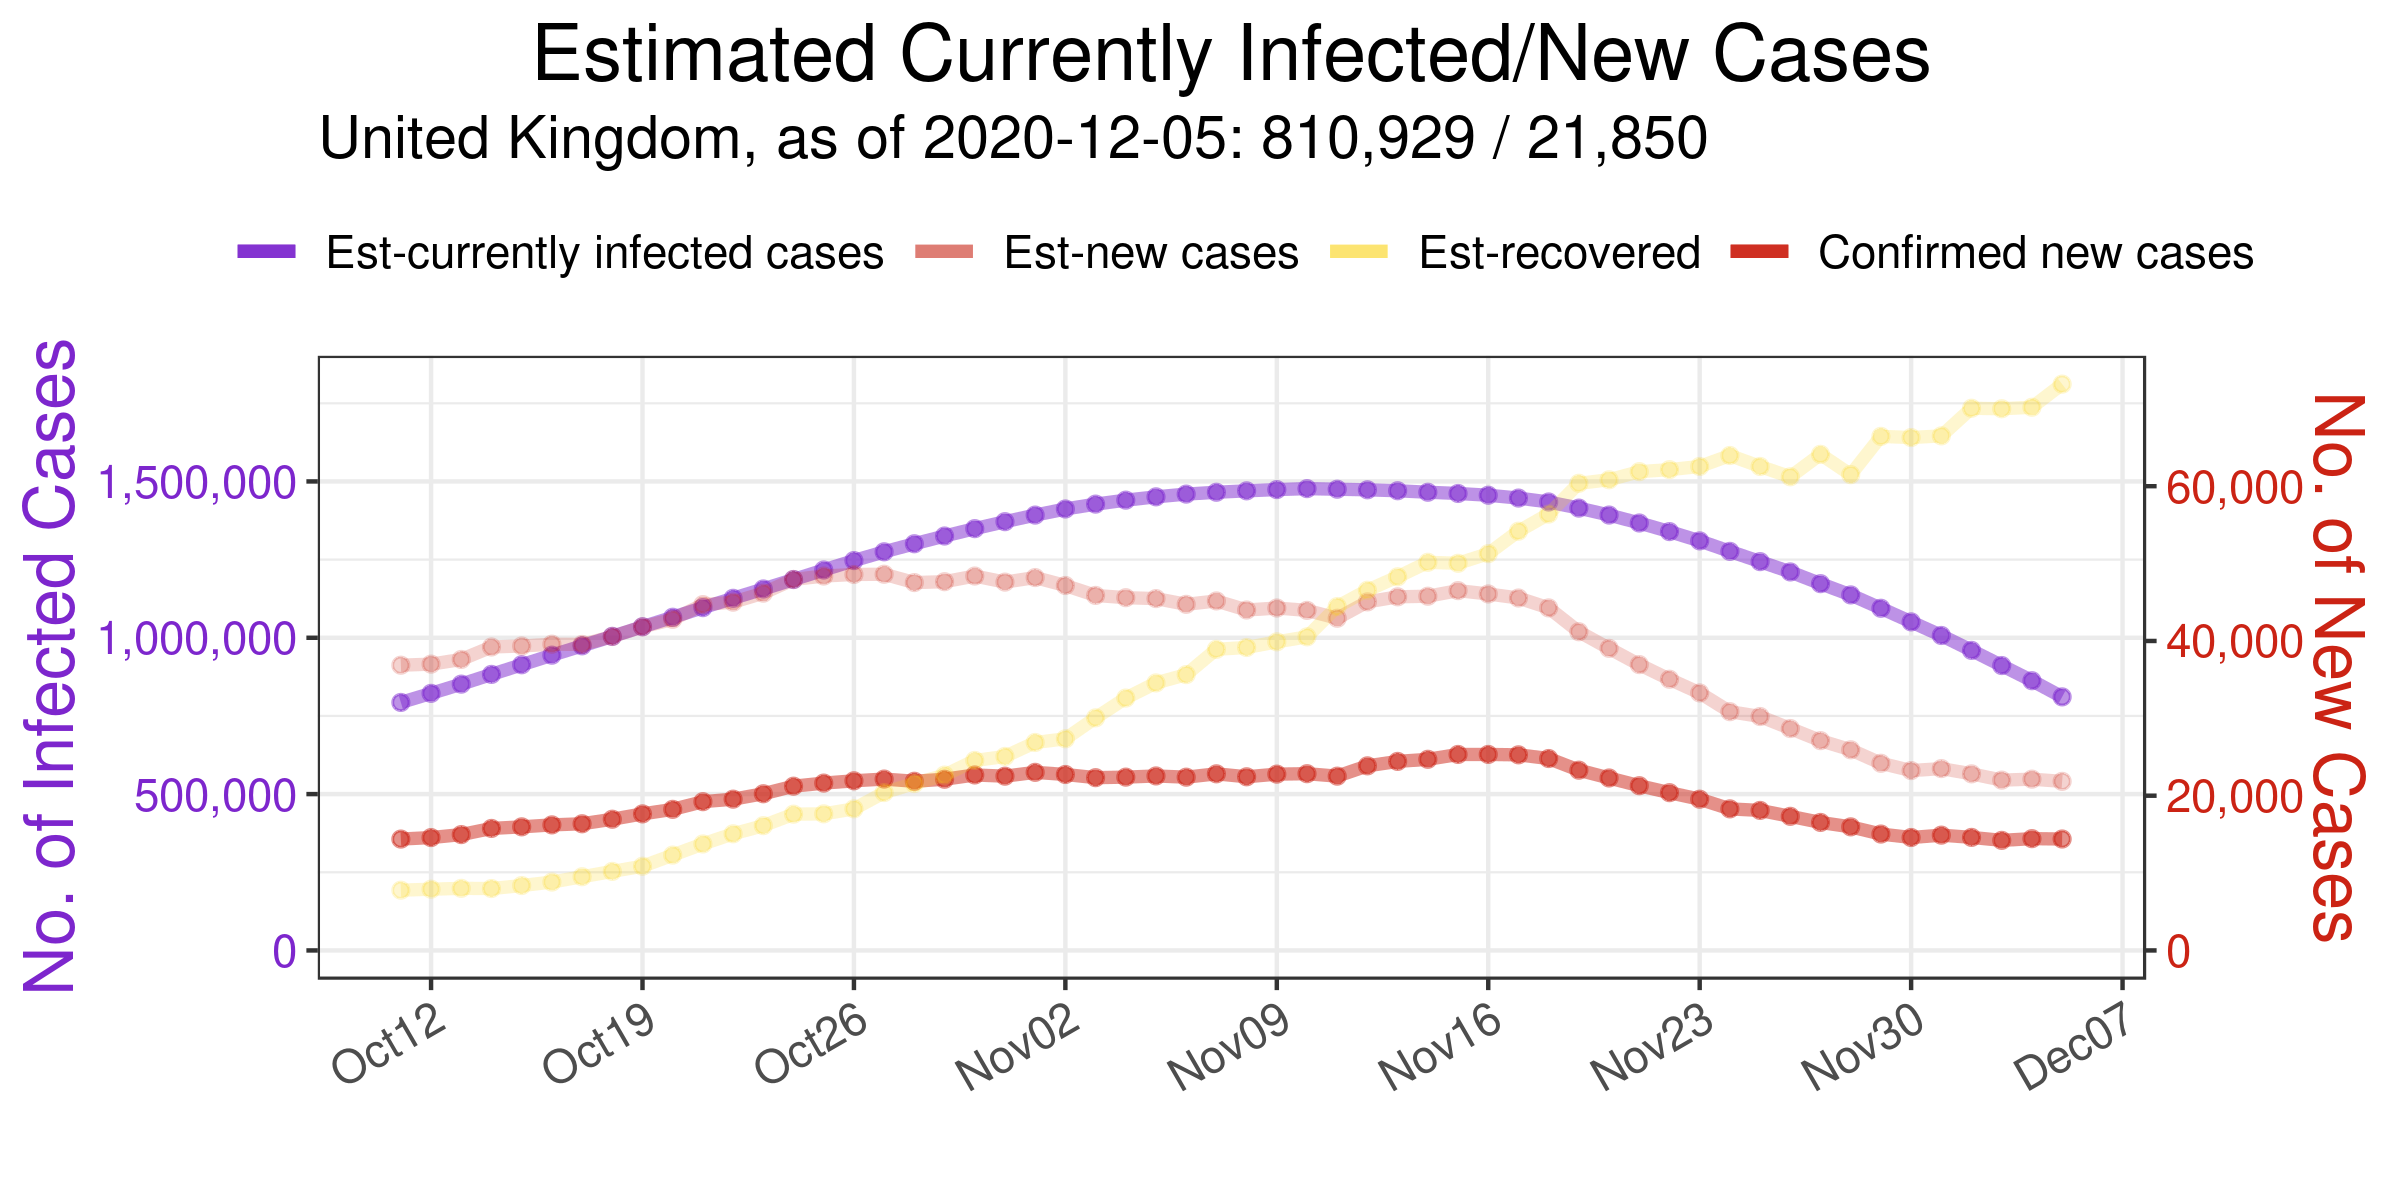 Estimated Currently Infected/New Cases
United Kingdom, as of 2020-12-05: 810,929 / 21,850
Est-currently infected cases Est-new cases Est-recovered Confirmed new cases
No. of Infected Cases
1,500,000
1,000,000
500,000
0
60,000
40,000
20,000
0
No. of New Cases
Oct12 Oct19 Oct26 Nov02 Nov09 Nov16 Nov23 Nov30 Dec07